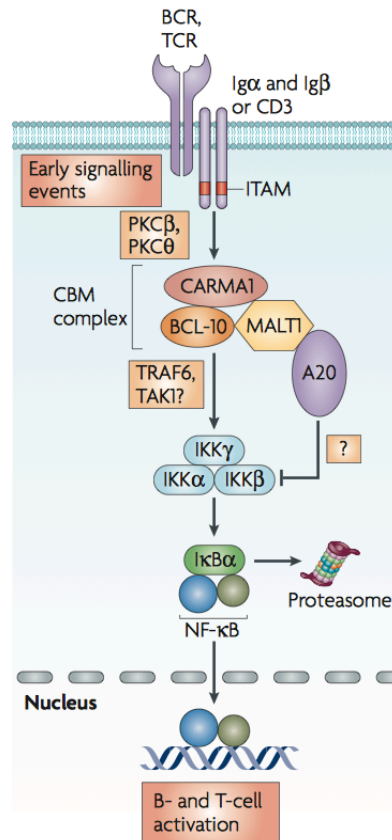 BCR,
TCR
Igα and Igβ
or CD3
Early signalling
events
ITAM
PKCβ,
PKCθ
CBM
complex
CARMA1
BCL-10
MALT1
A20
TRAF6,
TAK1?
?
IKKγ
IKKα
IKKβ
IκBα
Proteasome
NF-κB
Nucleus
B- and T-cell
activation